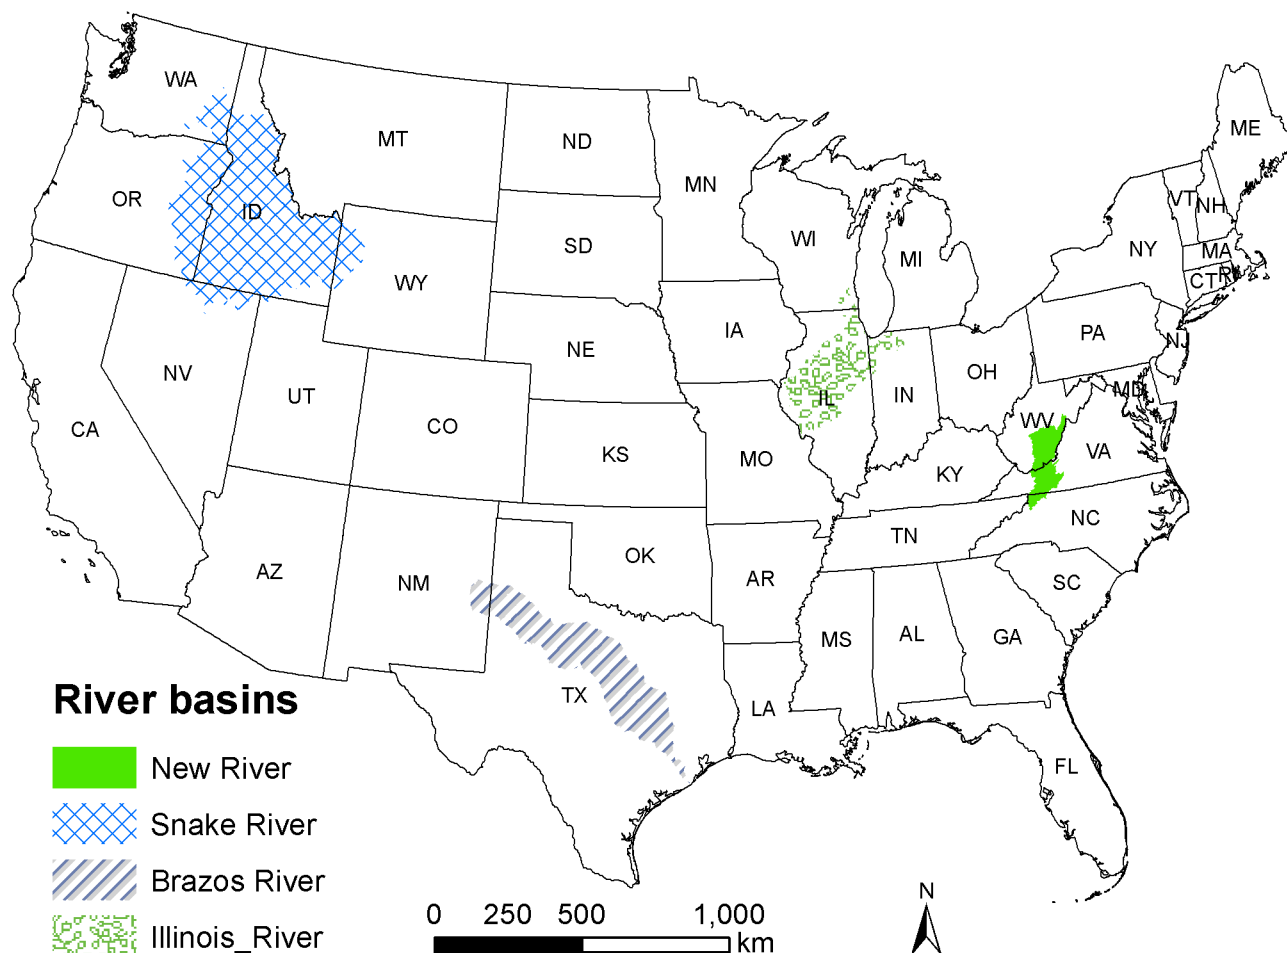 WA
MT
ND
MN
ME
OR
ID
SD
WI
MI
VT
NH
NY
MA
CT
RI
WY
IA
NE
PA
NJ
NV
UT
CO
IL
IN
OH
MD
WV
VA
CA
KS
MO
KY
AZ
NM
OK
AR
TN
NC
SC
MS
AL
GA
TX
LA
FL
River basins
New River
Snake River
Brazos River
Illinois_River
0 250 500 1,000
km
N